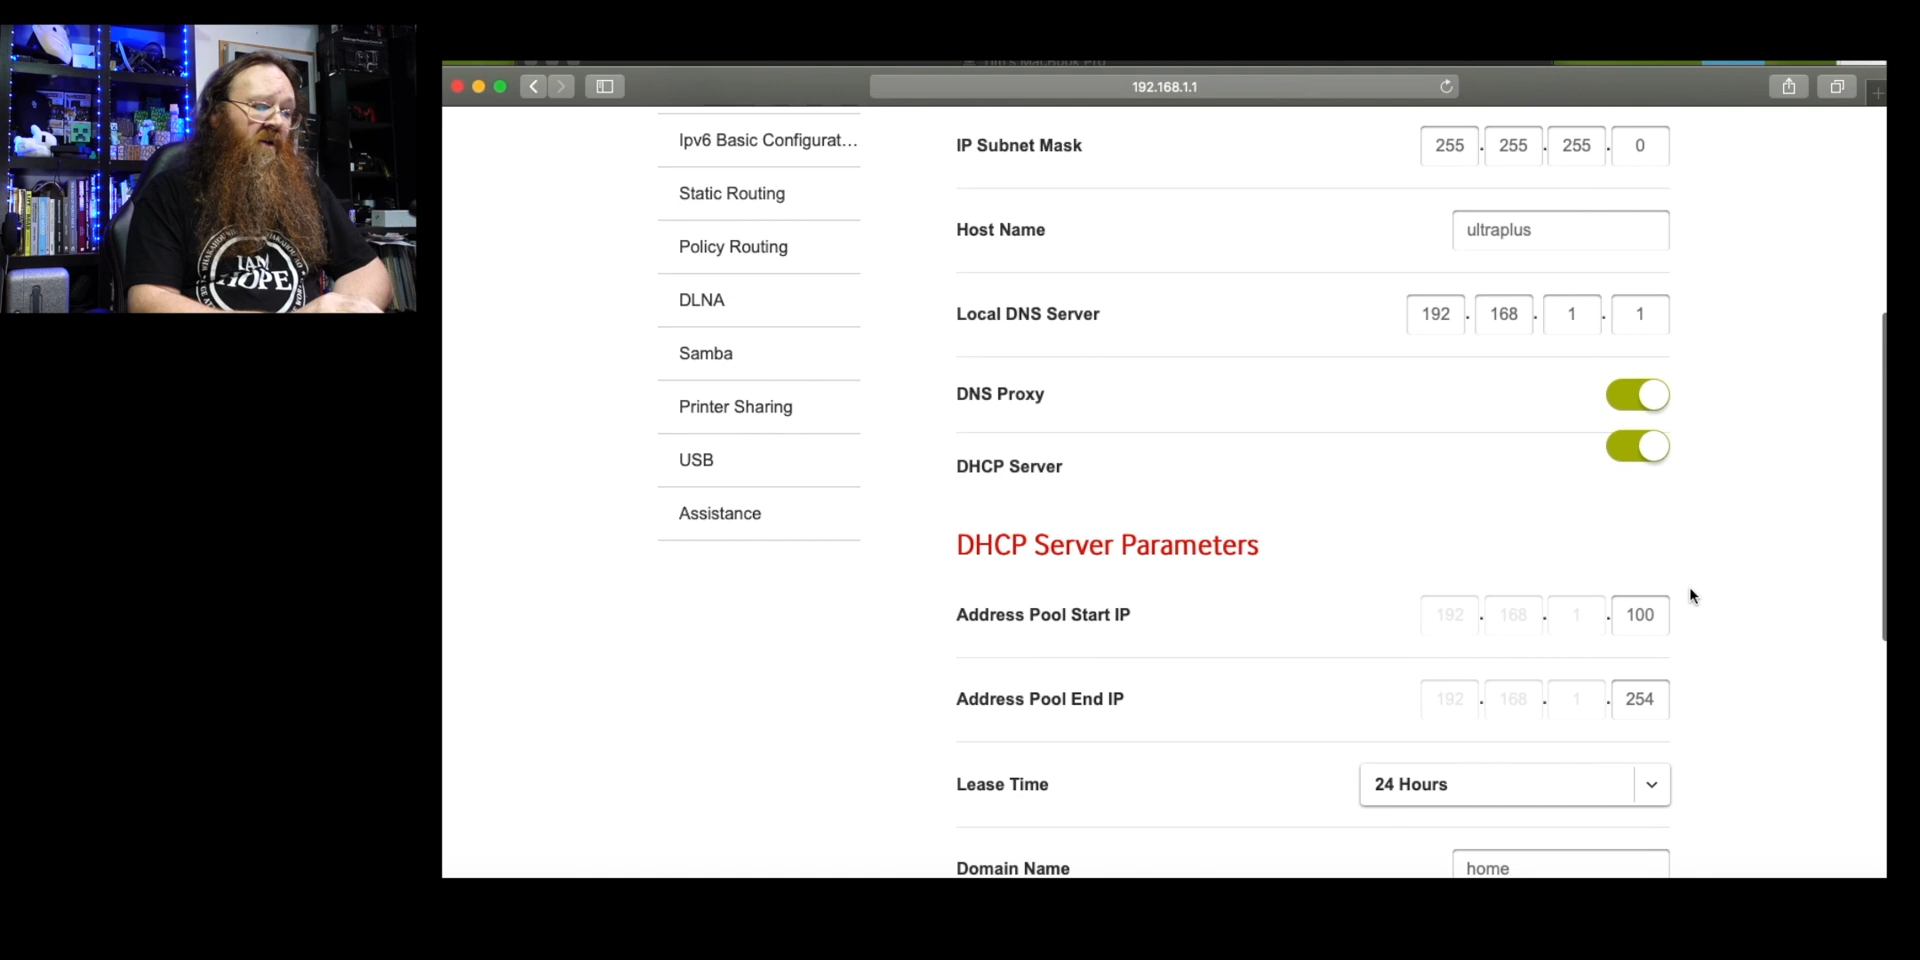 192.168.1.1
Ipv6 Basic Configurat...
Static Routing
Policy Routing
DLNA
Samba
Printer Sharing
USB
Assistance
IP Subnet Mask 255 . 255 . 255 . 0
Host Name ultraplus
Local DNS Server 192 . 168 . 1 . 1
DNS Proxy
DHCP Server
DHCP Server Parameters
Address Pool Start IP 192 . 168 . 1 . 100
Address Pool End IP 192 . 168 . 1 . 254
Lease Time 24 Hours
Domain Name home
I AM
HOPE